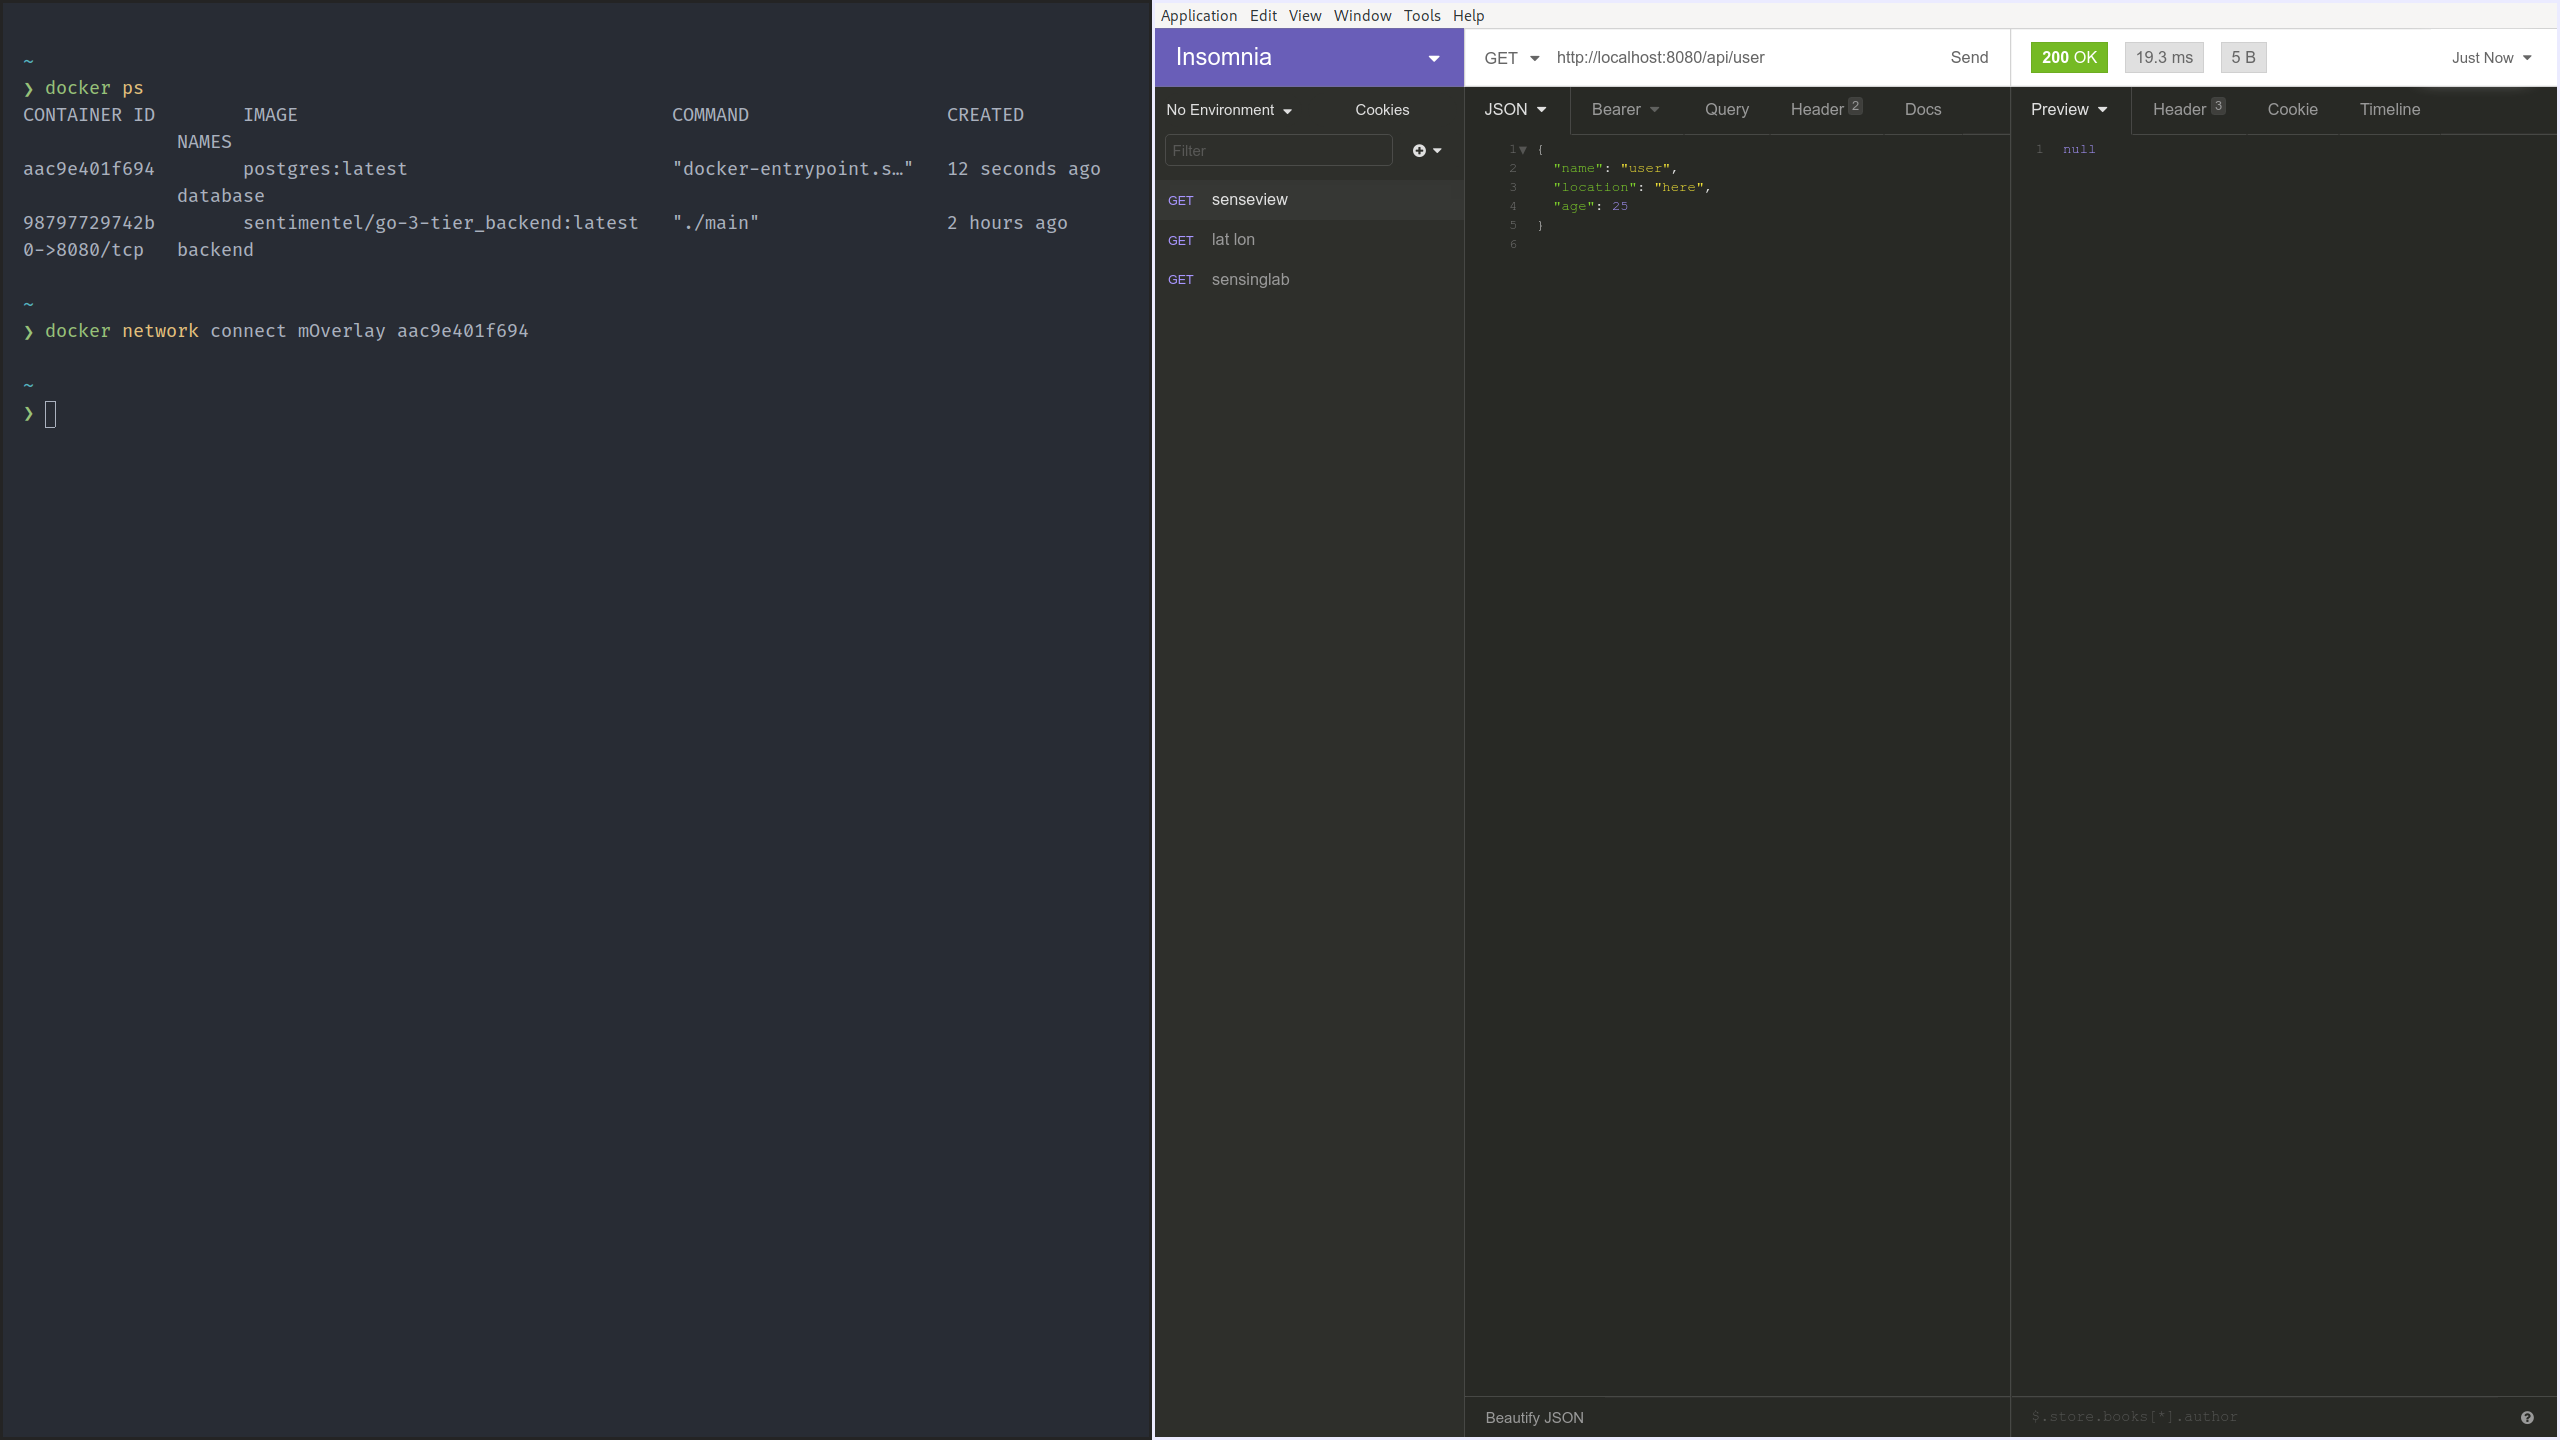 ~
❯ docker ps
CONTAINER ID        IMAGE                                  COMMAND                  CREATED
              NAMES
aac9e401f694        postgres:latest                        "docker-entrypoint.s…"   12 seconds ago
              database
98797729742b        sentimentel/go-3-tier_backend:latest   "./main"                 2 hours ago
0->8080/tcp   backend
~
❯ docker network connect mOverlay aac9e401f694
~
❯
Application Edit View Window Tools Help
Insomnia
No Environment Cookies
Filter
GET senseview
GET lat lon
GET sensinglab
GET http://localhost:8080/api/user Send
JSON Bearer Query Header 2 Docs
1 {
2   "name": "user",
3   "location": "here",
4   "age": 25
5 }
6
Beautify JSON
200 OK 19.3 ms 5 B Just Now
Preview Header 3 Cookie Timeline
1 null
$.store.books[*].author